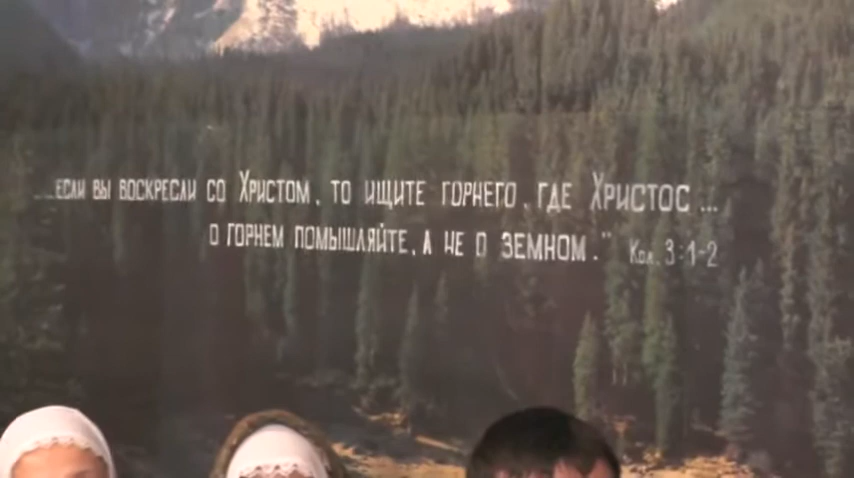 ...если вы воскресли со Христом, то ищите горнего, где Христос ...
о горнем помышляйте, а не о земном." Кол. 3:1-2